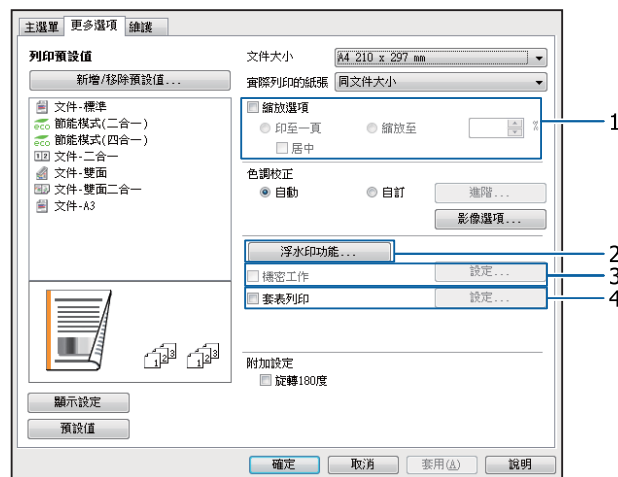 主選單 更多選項 維護
列印預設值
新增/移除預設值...
文件-標準
節能模式(二合一)
節能模式(四合一)
文件-二合一
文件-雙面
文件-雙面二合一
文件-A3
顯示設定
預設值
文件大小 A4 210 x 297 mm
實際列印的紙張 同文件大小
縮放選項
印至一頁 縮放至 %
居中
1
色調校正
自動 自訂 進階...
影像選項...
浮水印功能...
2
機密工作 設定...
3
套表列印 設定...
4
附加設定
旋轉180度
確定 取消 套用(A) 說明